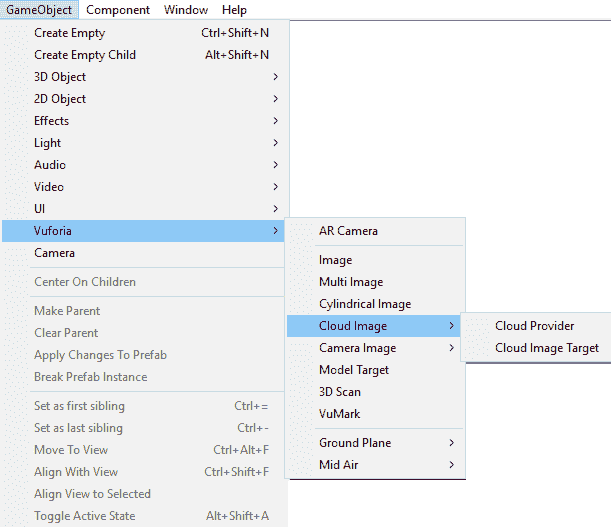 GameObject Component Window Help
Create Empty Ctrl+Shift+N
Create Empty Child Alt+Shift+N
3D Object
2D Object
Effects
Light
Audio
Video
UI
Vuforia
Camera
Center On Children
Make Parent
Clear Parent
Apply Changes To Prefab
Break Prefab Instance
Set as first sibling Ctrl+=
Set as last sibling Ctrl+-
Move To View Ctrl+Alt+F
Align With View Ctrl+Shift+F
Align View to Selected
Toggle Active State Alt+Shift+A
AR Camera
Image
Multi Image
Cylindrical Image
Cloud Image
Camera Image
Model Target
3D Scan
VuMark
Ground Plane
Mid Air
Cloud Provider
Cloud Image Target